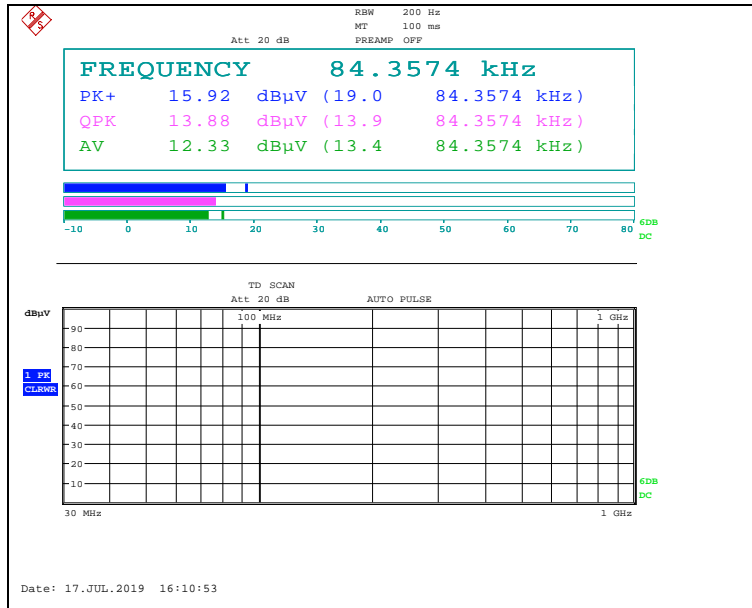 R S
RBW 200 Hz
MT 100 ms
Att 20 dB PREAMP OFF
FREQUENCY 84.3574 kHz
PK+ 15.92 dBµV (19.0 84.3574 kHz)
QPK 13.88 dBµV (13.9 84.3574 kHz)
AV 12.33 dBµV (13.4 84.3574 kHz)
-10 0 10 20 30 40 50 60 70 80
6DB
DC
TD SCAN
Att 20 dB AUTO PULSE
dBµV
100 MHz 1 GHz
90
80
70
1 PK
60
CLRWR
50
40
30
20
10
6DB
DC
30 MHz 1 GHz
Date: 17.JUL.2019 16:10:53